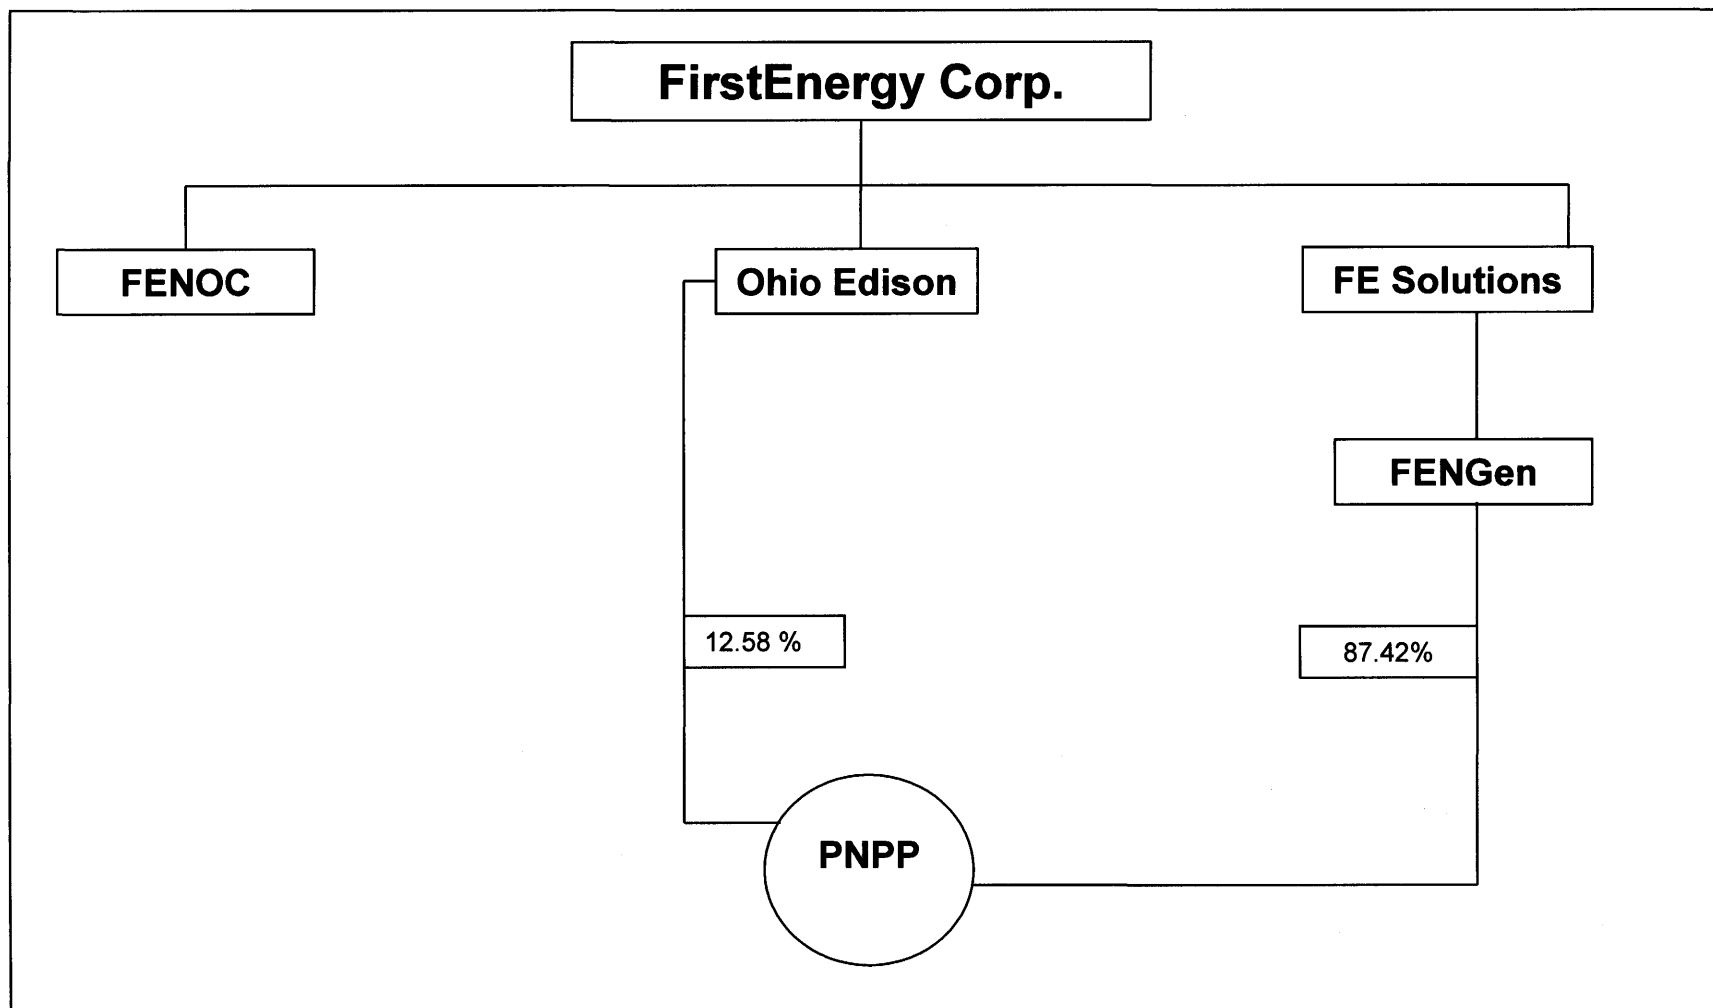 FirstEnergy Corp.
FENOC
Ohio Edison
FE Solutions
FENGen
12.58 %
87.42%
PNPP